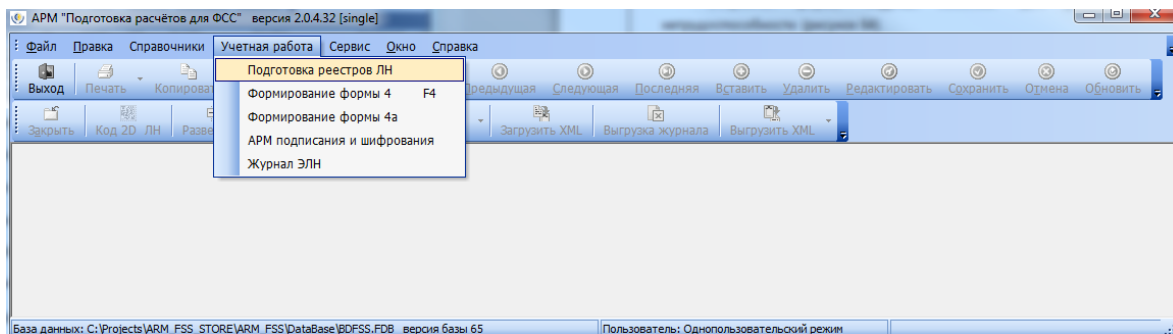 АРМ "Подготовка расчётов для ФСС" версия 2.0.4.32 [single]
Файл Правка Справочники Учетная работа Сервис Окно Справка
Подготовка реестров ЛН
Выход Печать Предыдущая Следующая Последняя Вставить Удалить Редактировать Сохранить Отмена Обновить
Формирование формы 4 F4
Формирование формы 4а
Закрыть Код 2D ЛН Загрузить XML Выгрузка журнала Выгрузить XML
АРМ подписания и шифрования
Журнал ЭЛН
База данных: C:\Projects\ARM_FSS_STORE\ARM_FSS\DataBase\BDFSS.FDB версия базы 65 Пользователь: Однопользовательский режим